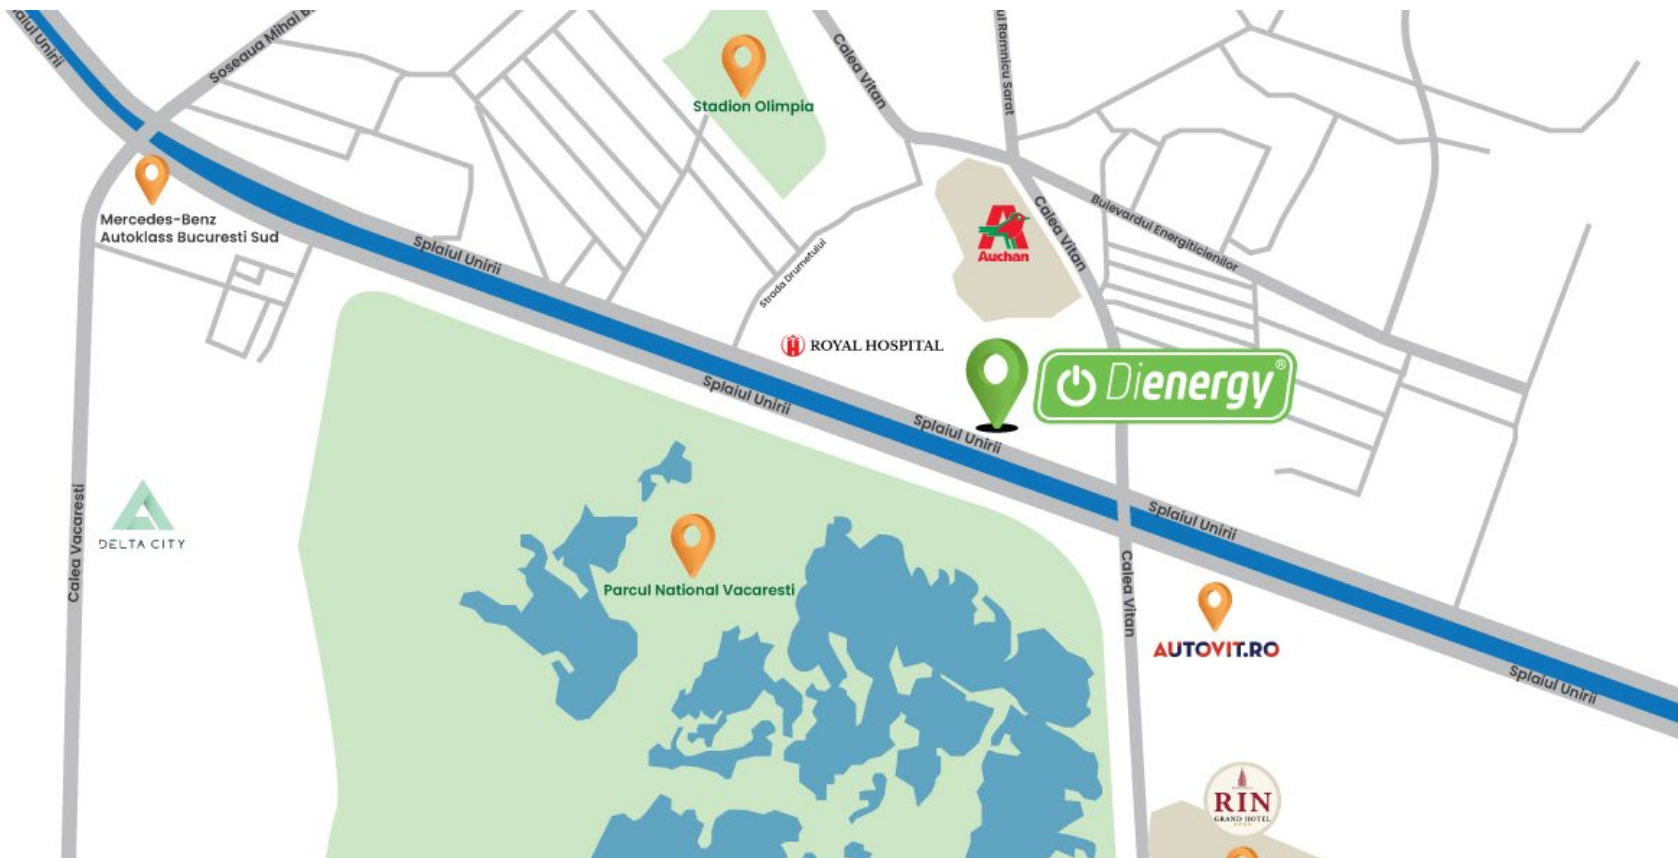 Splaiul Unirii
Soseaua Mihai B
Stadion Olimpia
Calea Vitan
ul Ramnicu Sarat
Mercedes-Benz
Autoklass Bucuresti Sud
Splaiul Unirii
Strada Drumetului
Auchan
Calea Vitan
Bulevardul Energiticienilor
ROYAL HOSPITAL
Dienergy®
Splaiul Unirii
Splaiul Unirii
Calea Vacaresti
DELTA CITY
Parcul National Vacaresti
Splaiul Unirii
Calea Vitan
AUTOVIT.RO
Splaiul Unirii
RIN
GRAND HOTEL